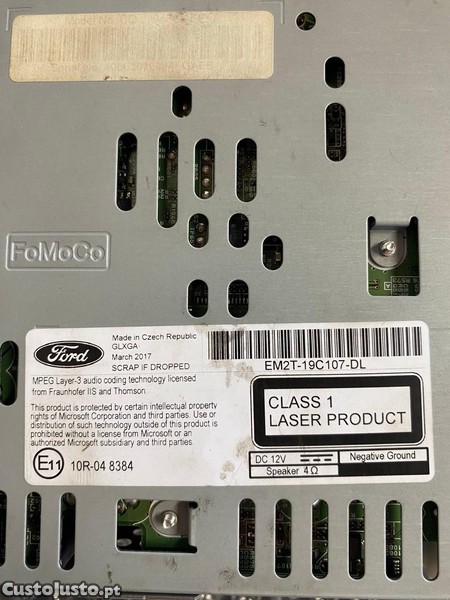 Model No. CQ
FoMoCo
Ford
Made in Czech Republic
GLXGA
March 2017
SCRAP IF DROPPED
EM2T-19C107-DL
MPEG Layer-3 audio coding technology licensed
from Fraunhofer IIS and Thomson
This product is protected by certain intellectual property
rights of Microsoft Corporation and third parties. Use or
distribution of such technology outside of this product is
prohibited without a license from Microsoft or an
authorized Microsoft subsidiary and third parties.
E11 10R-04 8384
CLASS 1
LASER PRODUCT
DC 12V Negative Ground
Speaker 4 Ω
CustoJusto.pt